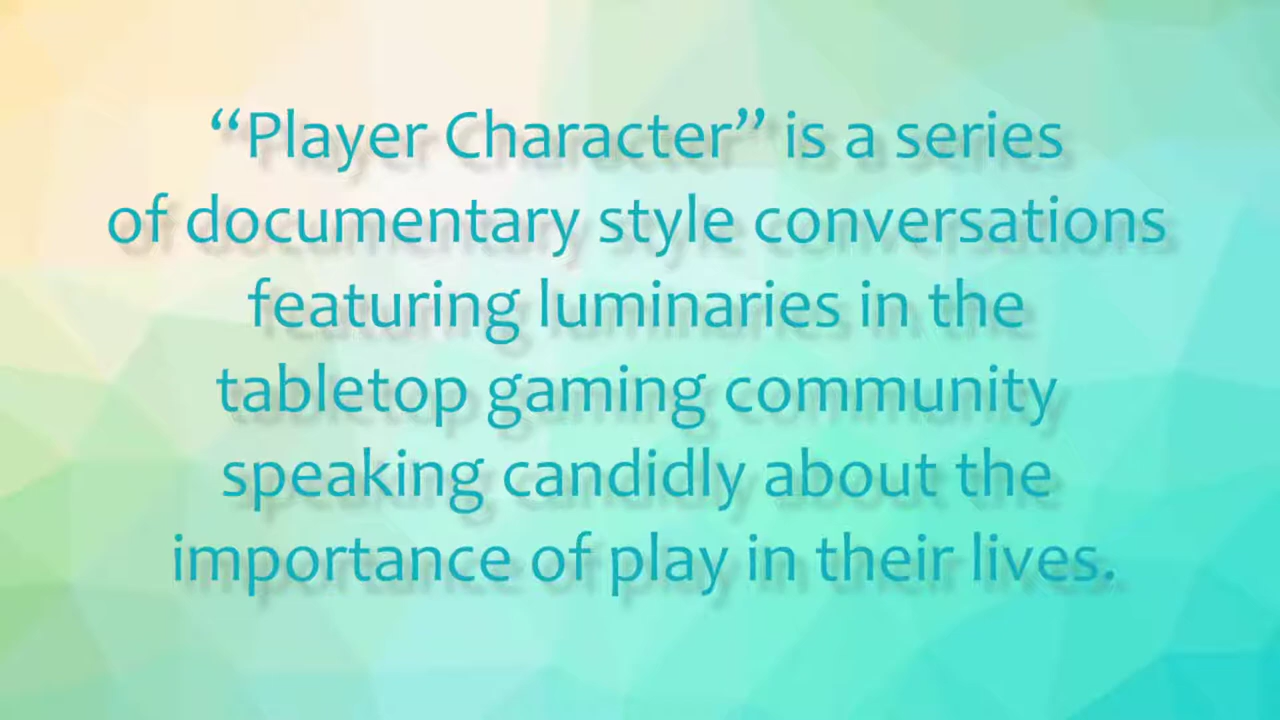 “Player Character” is a series
of documentary style conversations
featuring luminaries in the
tabletop gaming community
speaking candidly about the
importance of play in their lives.